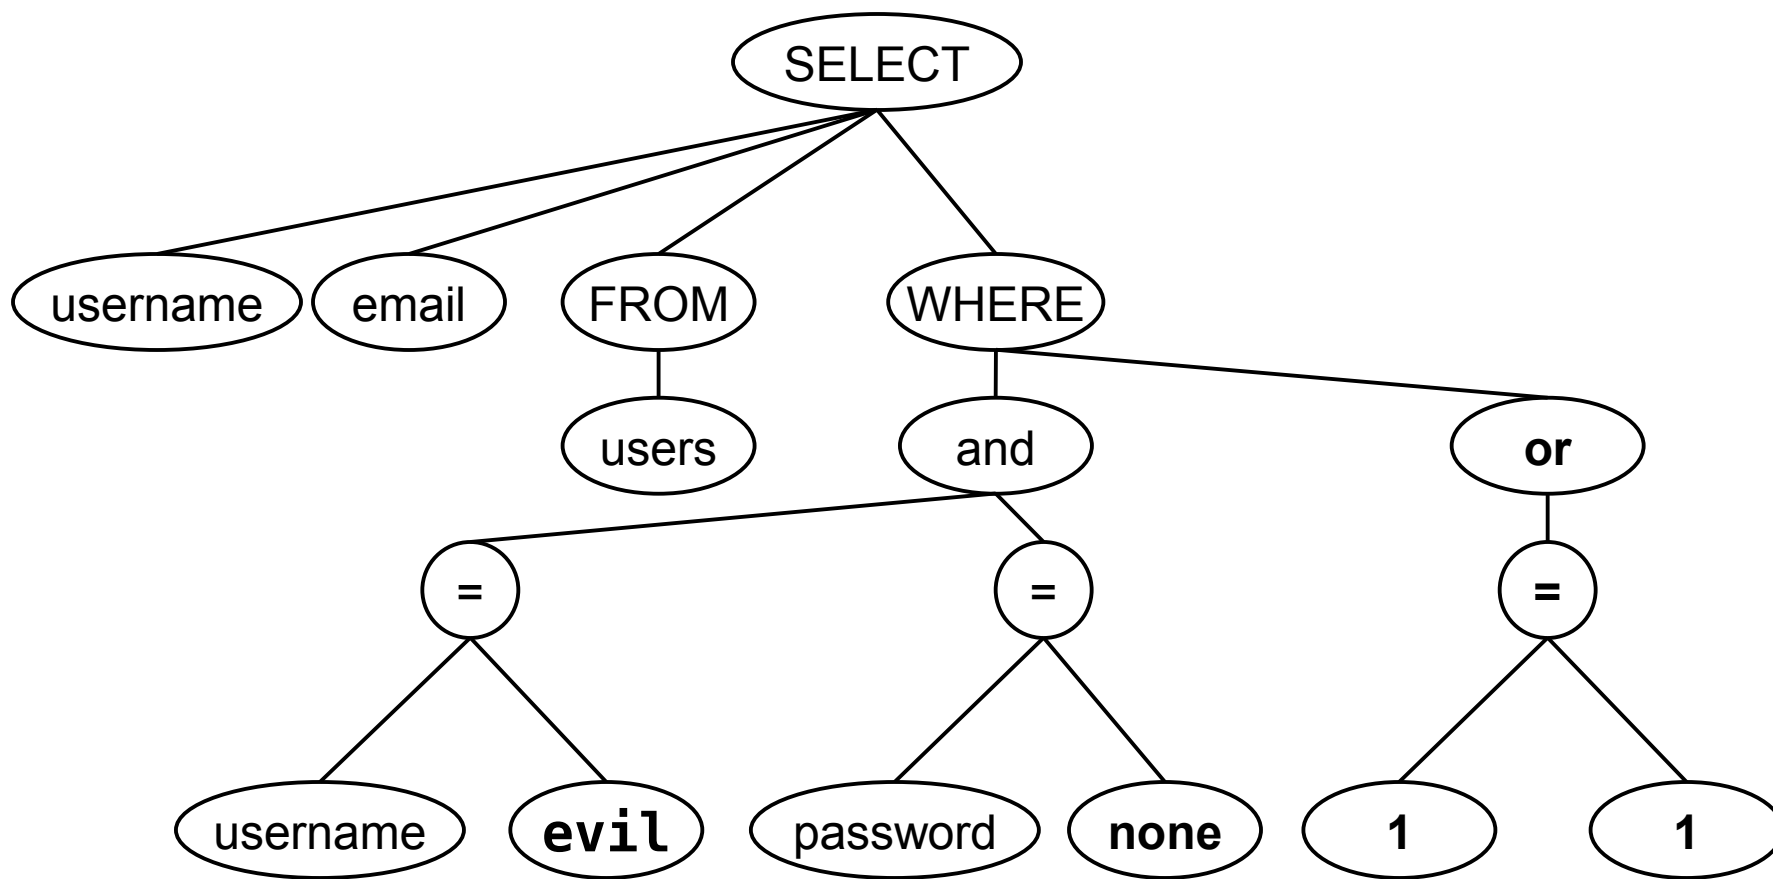 SELECT
username email FROM WHERE
users and or
= = =
username evil password none 1 1